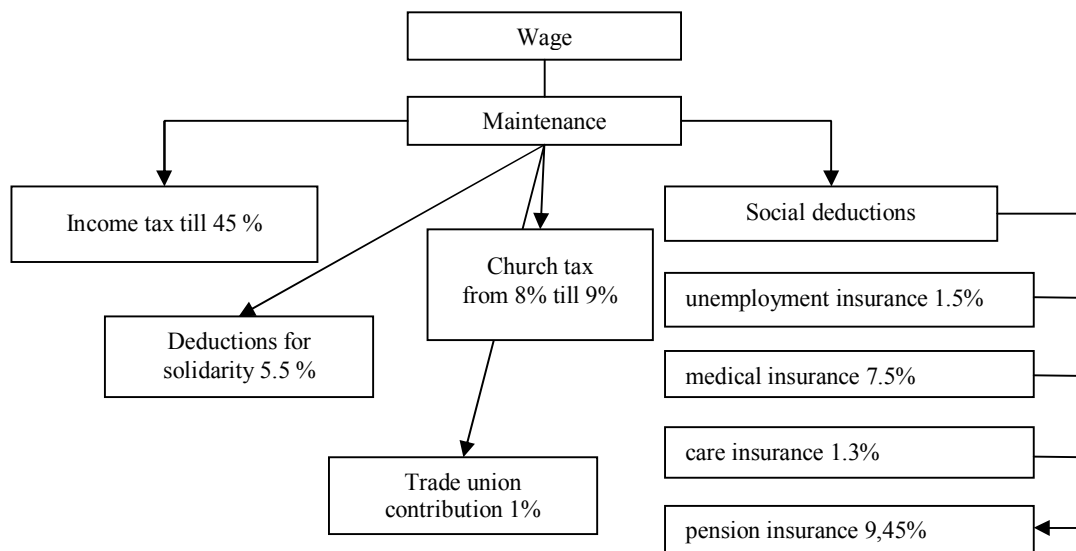 Wage
Maintenance
Income tax till 45 %
Social deductions
Church tax
from 8% till 9%
unemployment insurance 1.5%
Deductions for
solidarity 5.5 %
medical insurance 7.5%
care insurance 1.3%
Trade union
contribution 1%
pension insurance 9,45%